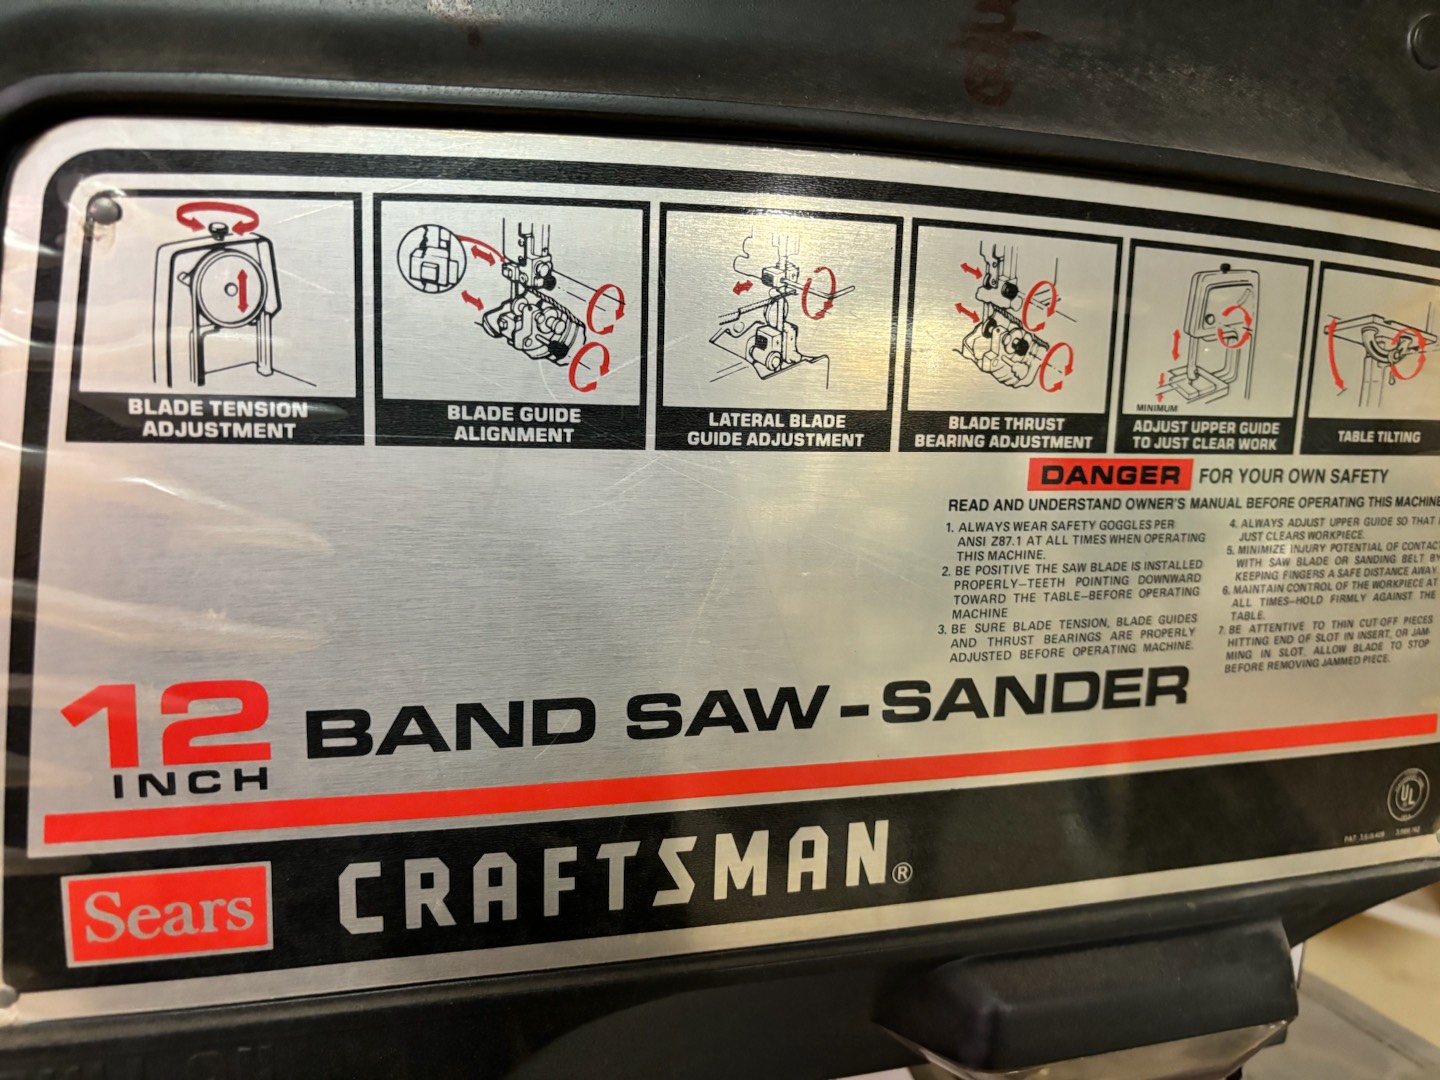 BLADE TENSION
ADJUSTMENT
BLADE GUIDE
ALIGNMENT
LATERAL BLADE
GUIDE ADJUSTMENT
BLADE THRUST
BEARING ADJUSTMENT
MINIMUM
ADJUST UPPER GUIDE
TO JUST CLEAR WORK
TABLE TILTING
DANGER FOR YOUR OWN SAFETY
READ AND UNDERSTAND OWNER'S MANUAL BEFORE OPERATING THIS MACHINE
1. ALWAYS WEAR SAFETY GOGGLES PER
ANSI Z87.1 AT ALL TIMES WHEN OPERATING
THIS MACHINE.
2. BE POSITIVE THE SAW BLADE IS INSTALLED
PROPERLY—TEETH POINTING DOWNWARD
TOWARD THE TABLE—BEFORE OPERATING
MACHINE
3. BE SURE BLADE TENSION, BLADE GUIDES
AND THRUST BEARINGS ARE PROPERLY
ADJUSTED BEFORE OPERATING MACHINE.
4. ALWAYS ADJUST UPPER GUIDE SO THAT
JUST CLEARS WORKPIECE.
5. MINIMIZE INJURY POTENTIAL OF CONTACT
WITH SAW BLADE OR SANDING BELT BY
KEEPING FINGERS A SAFE DISTANCE AWAY.
6. MAINTAIN CONTROL OF THE WORKPIECE AT
ALL TIMES—HOLD FIRMLY AGAINST THE
TABLE.
7. BE ATTENTIVE TO THIN CUT-OFF PIECES
HITTING END OF SLOT IN INSERT, OR JAM-
MING IN SLOT. ALLOW BLADE TO STOP
BEFORE REMOVING JAMMED PIECE.
12
INCH
BAND SAW-SANDER
Sears
CRAFTSMAN®
UL
PAT.